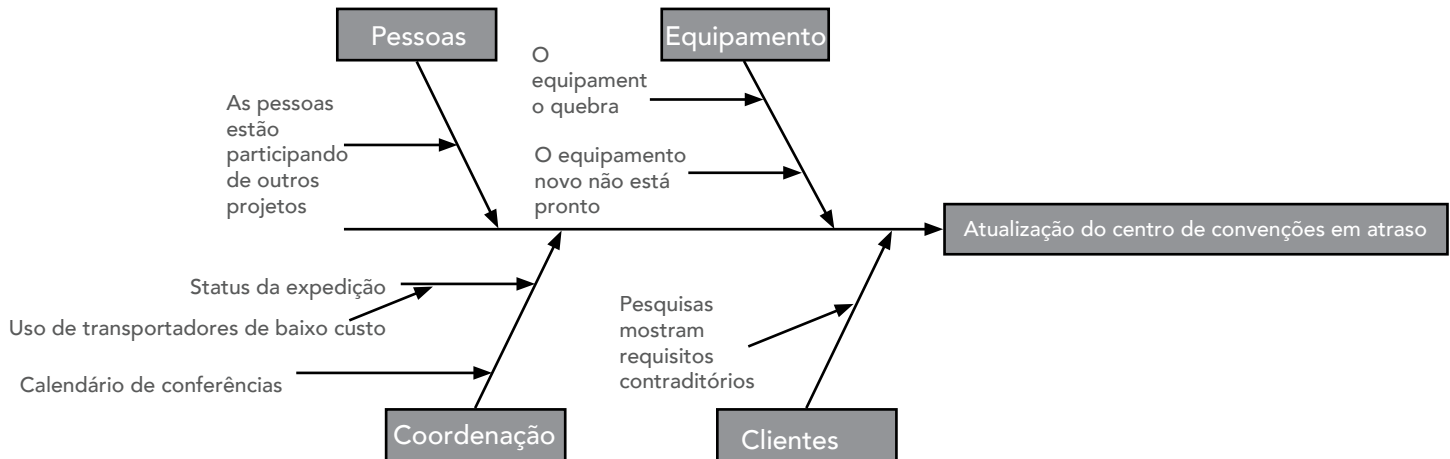 Pessoas
Equipamento
O
equipament
o quebra
As pessoas
estão
participando
de outros
projetos
O equipamento
novo não está
pronto
Atualização do centro de convenções em atraso
Status da expedição
Uso de transportadores de baixo custo
Calendário de conferências
Pesquisas
mostram
requisitos
contraditórios
Coordenação
Clientes